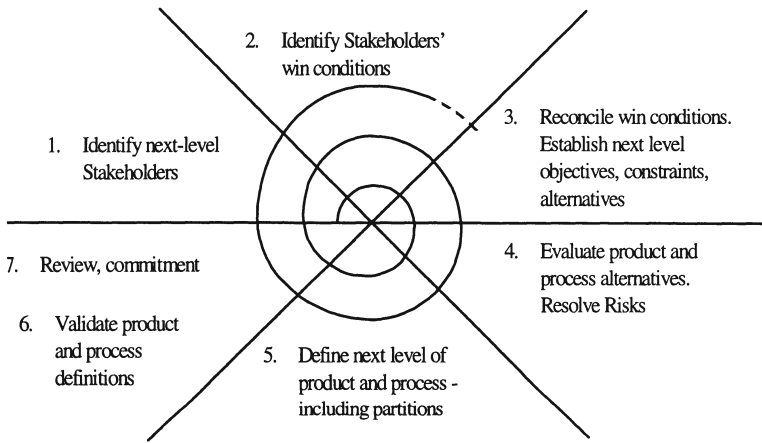 1. Identify next-level
Stakeholders
2. Identify Stakeholders’
win conditions
3. Reconcile win conditions.
Establish next level
objectives, constraints,
alternatives
4. Evaluate product and
process alternatives.
Resolve Risks
5. Define next level of
product and process -
including partitions
6. Validate product
and process
definitions
7. Review, commitment